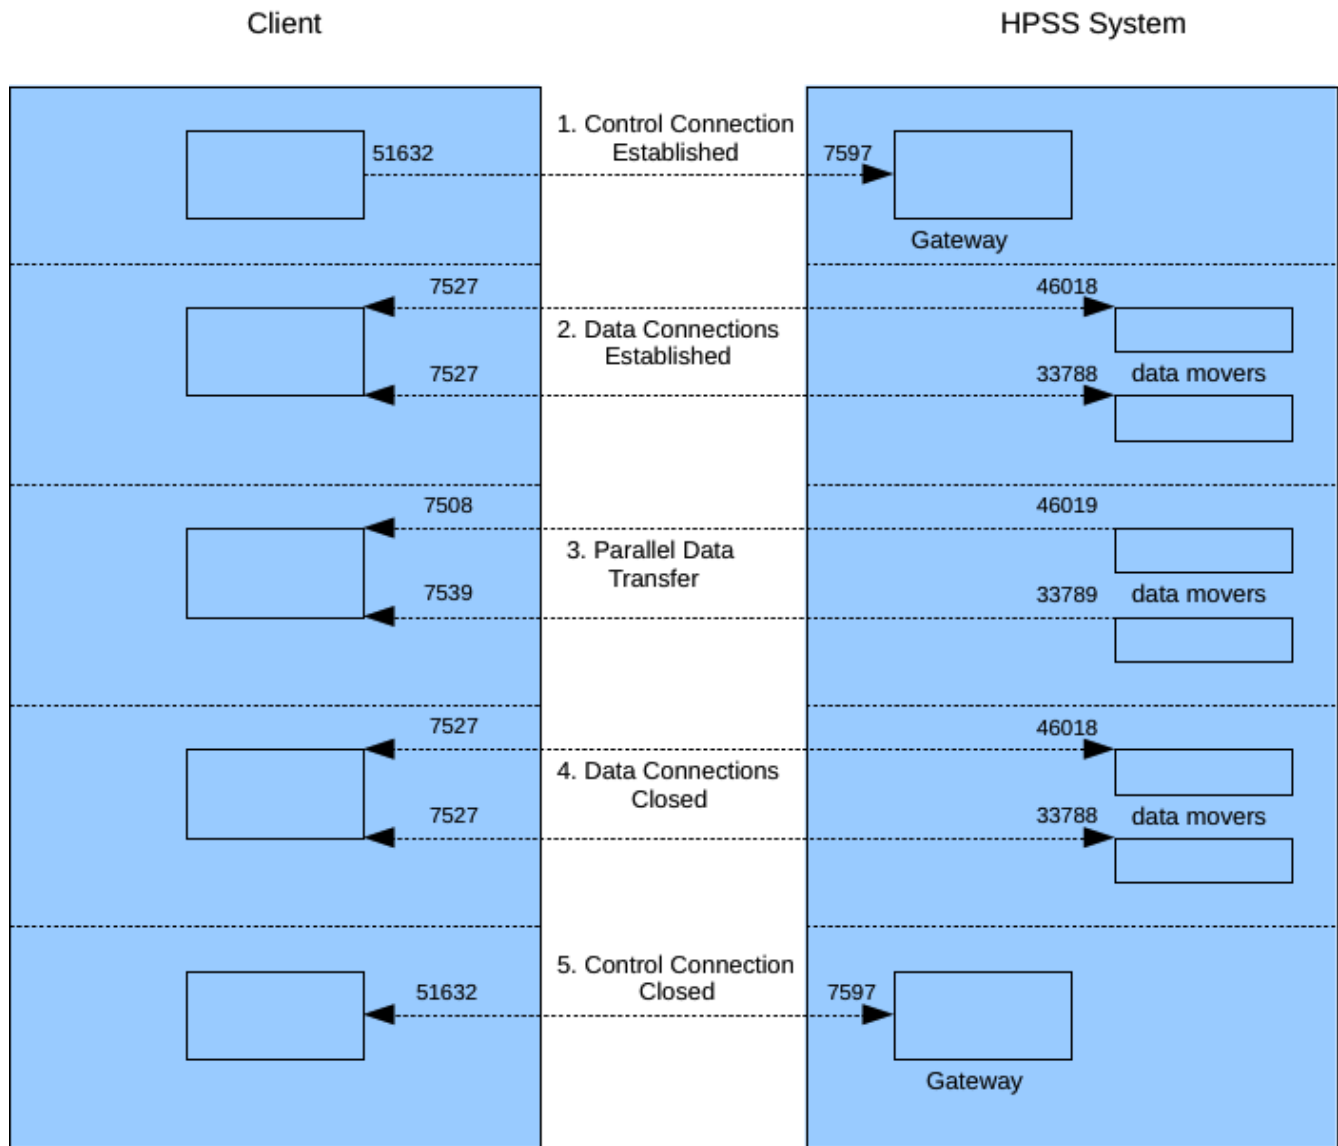 Client
HPSS System
1. Control Connection
Established
51632
7597
Gateway
7527
46018
2. Data Connections
Established
7527
33788
data movers
7508
46019
3. Parallel Data
Transfer
7539
33789
data movers
7527
46018
4. Data Connections
Closed
7527
33788
data movers
5. Control Connection
Closed
51632
7597
Gateway